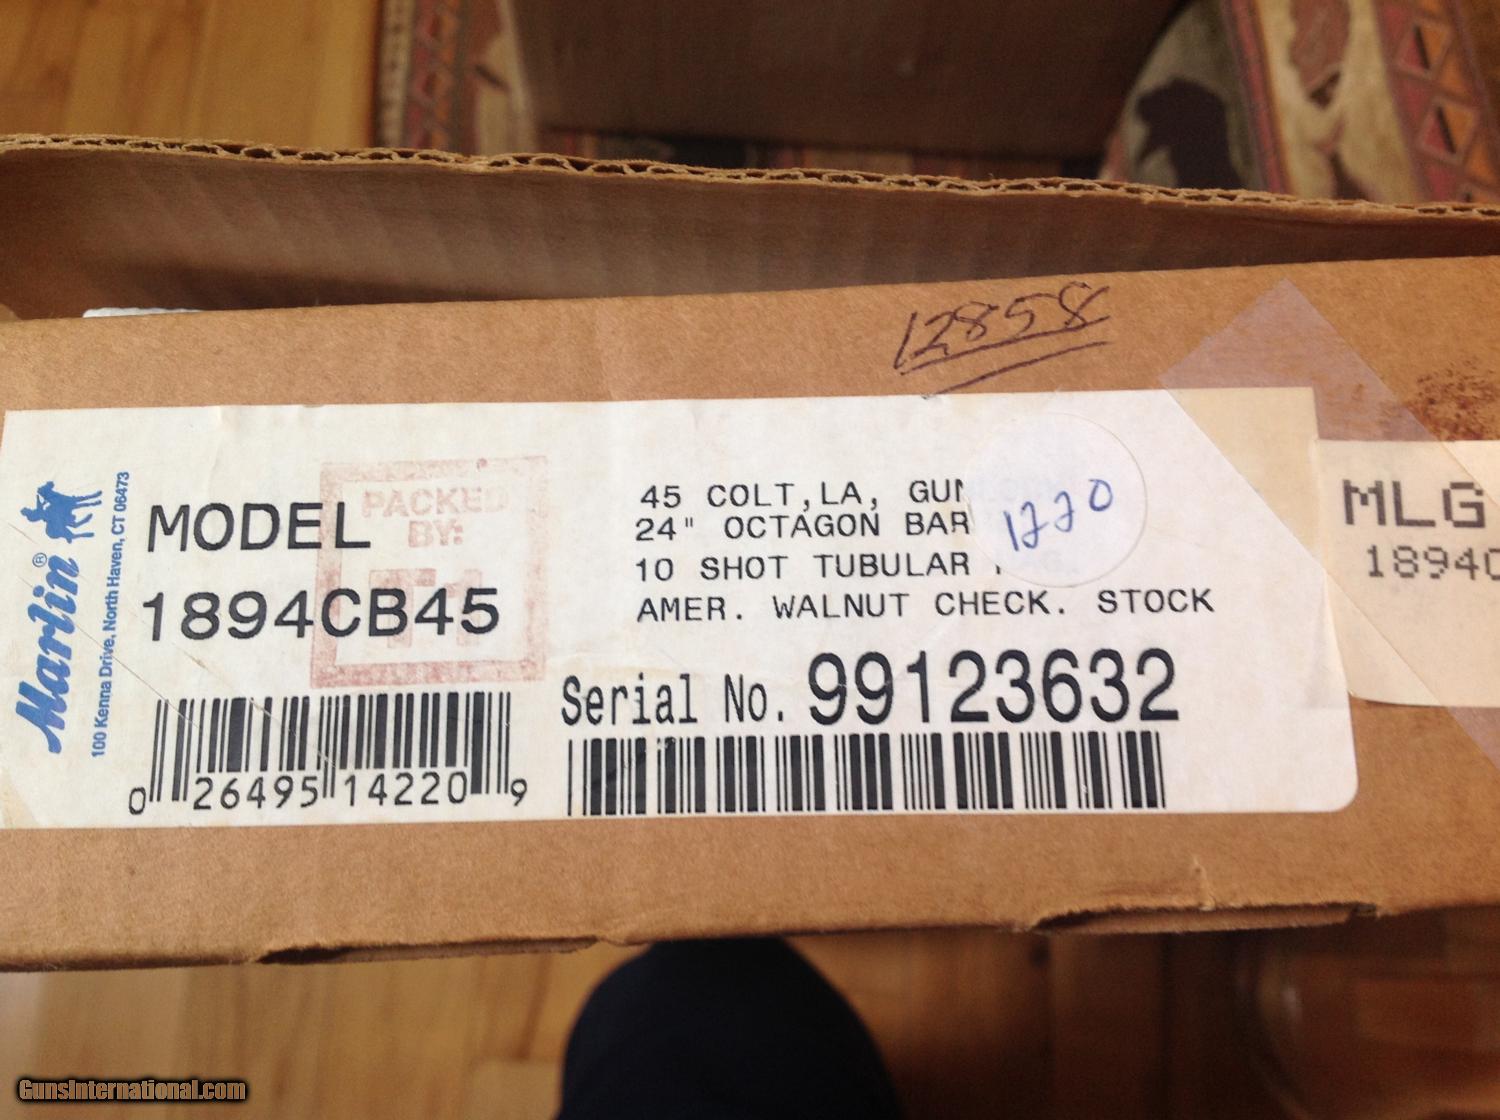 12858
Marlin®
100 Kenna Drive, North Haven, CT 06473
MODEL
1894CB45
PACKED
BY:
45 COLT,LA, GUN
24" OCTAGON BAR
10 SHOT TUBULAR
AMER. WALNUT CHECK. STOCK
1220
Serial No. 99123632
0 26495 14220 9
MLG
1894C
GunsInternational.com